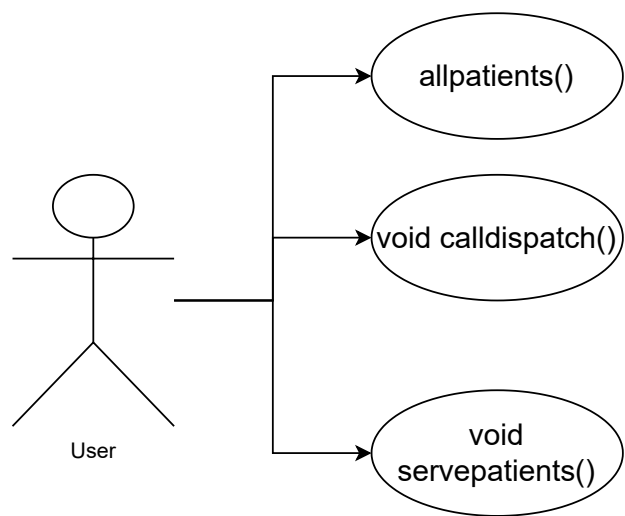 allpatients()
void calldispatch()
void
servepatients()
User